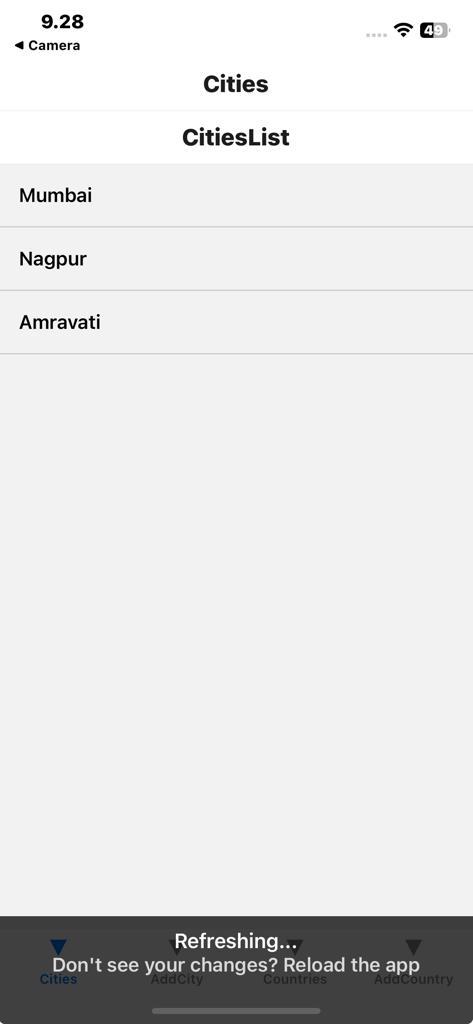 9.28
49
◀ Camera
Cities
CitiesList
Mumbai
Nagpur
Amravati
Refreshing...
Don't see your changes? Reload the app
Cities
AddCity
Countries
AddCountry